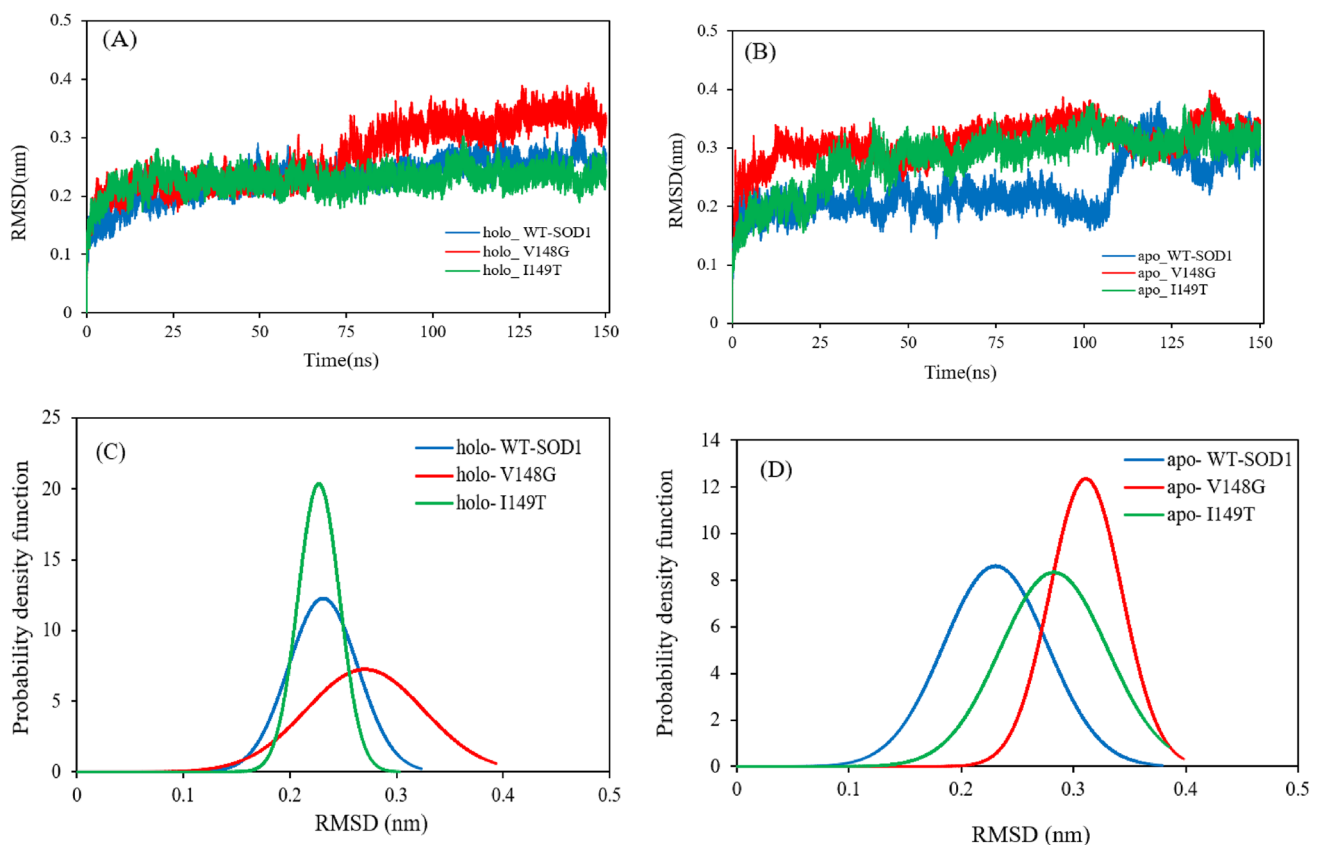 (A)
RMSD(nm)
0.5
0.4
0.3
0.2
0.1
0
0 25 50 75 100 125 150
Time(ns)
holo_ WT-SOD1
holo_ V148G
holo_ I149T
(B)
RMSD(nm)
0.5
0.4
0.3
0.2
0.1
0
0 25 50 75 100 125 150
Time(ns)
apo_WT-SOD1
apo_ V148G
apo_ I149T
(C)
Probability density function
25
20
15
10
5
0
0 0.1 0.2 0.3 0.4 0.5
RMSD (nm)
holo- WT-SOD1
holo- V148G
holo- I149T
(D)
Probability density function
14
12
10
8
6
4
2
0
0 0.1 0.2 0.3 0.4 0.5
RMSD (nm)
apo- WT-SOD1
apo- V148G
apo- I149T